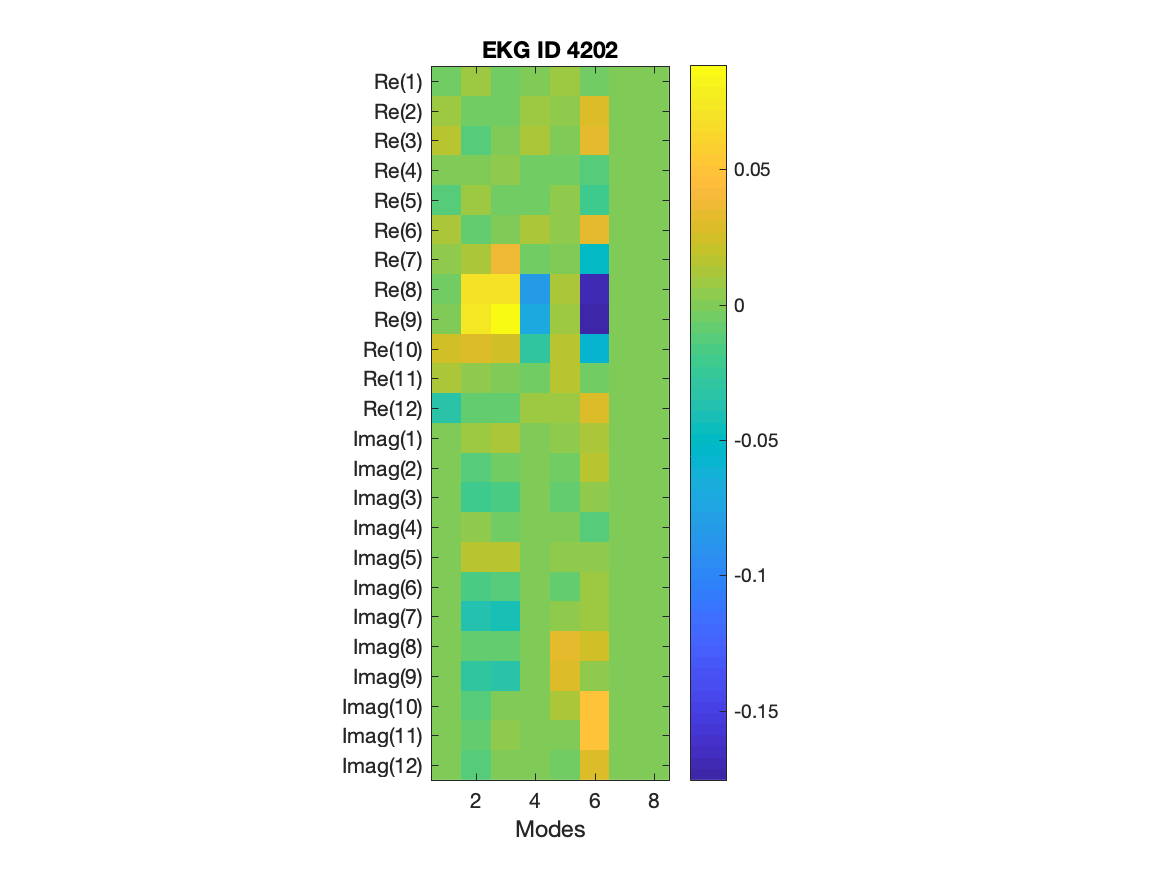 EKG ID 4202
Re(1)
Re(2)
Re(3)
Re(4)
Re(5)
Re(6)
Re(7)
Re(8)
Re(9)
Re(10)
Re(11)
Re(12)
Imag(1)
Imag(2)
Imag(3)
Imag(4)
Imag(5)
Imag(6)
Imag(7)
Imag(8)
Imag(9)
Imag(10)
Imag(11)
Imag(12)
2 4 6 8
Modes
0.05
0
-0.05
-0.1
-0.15